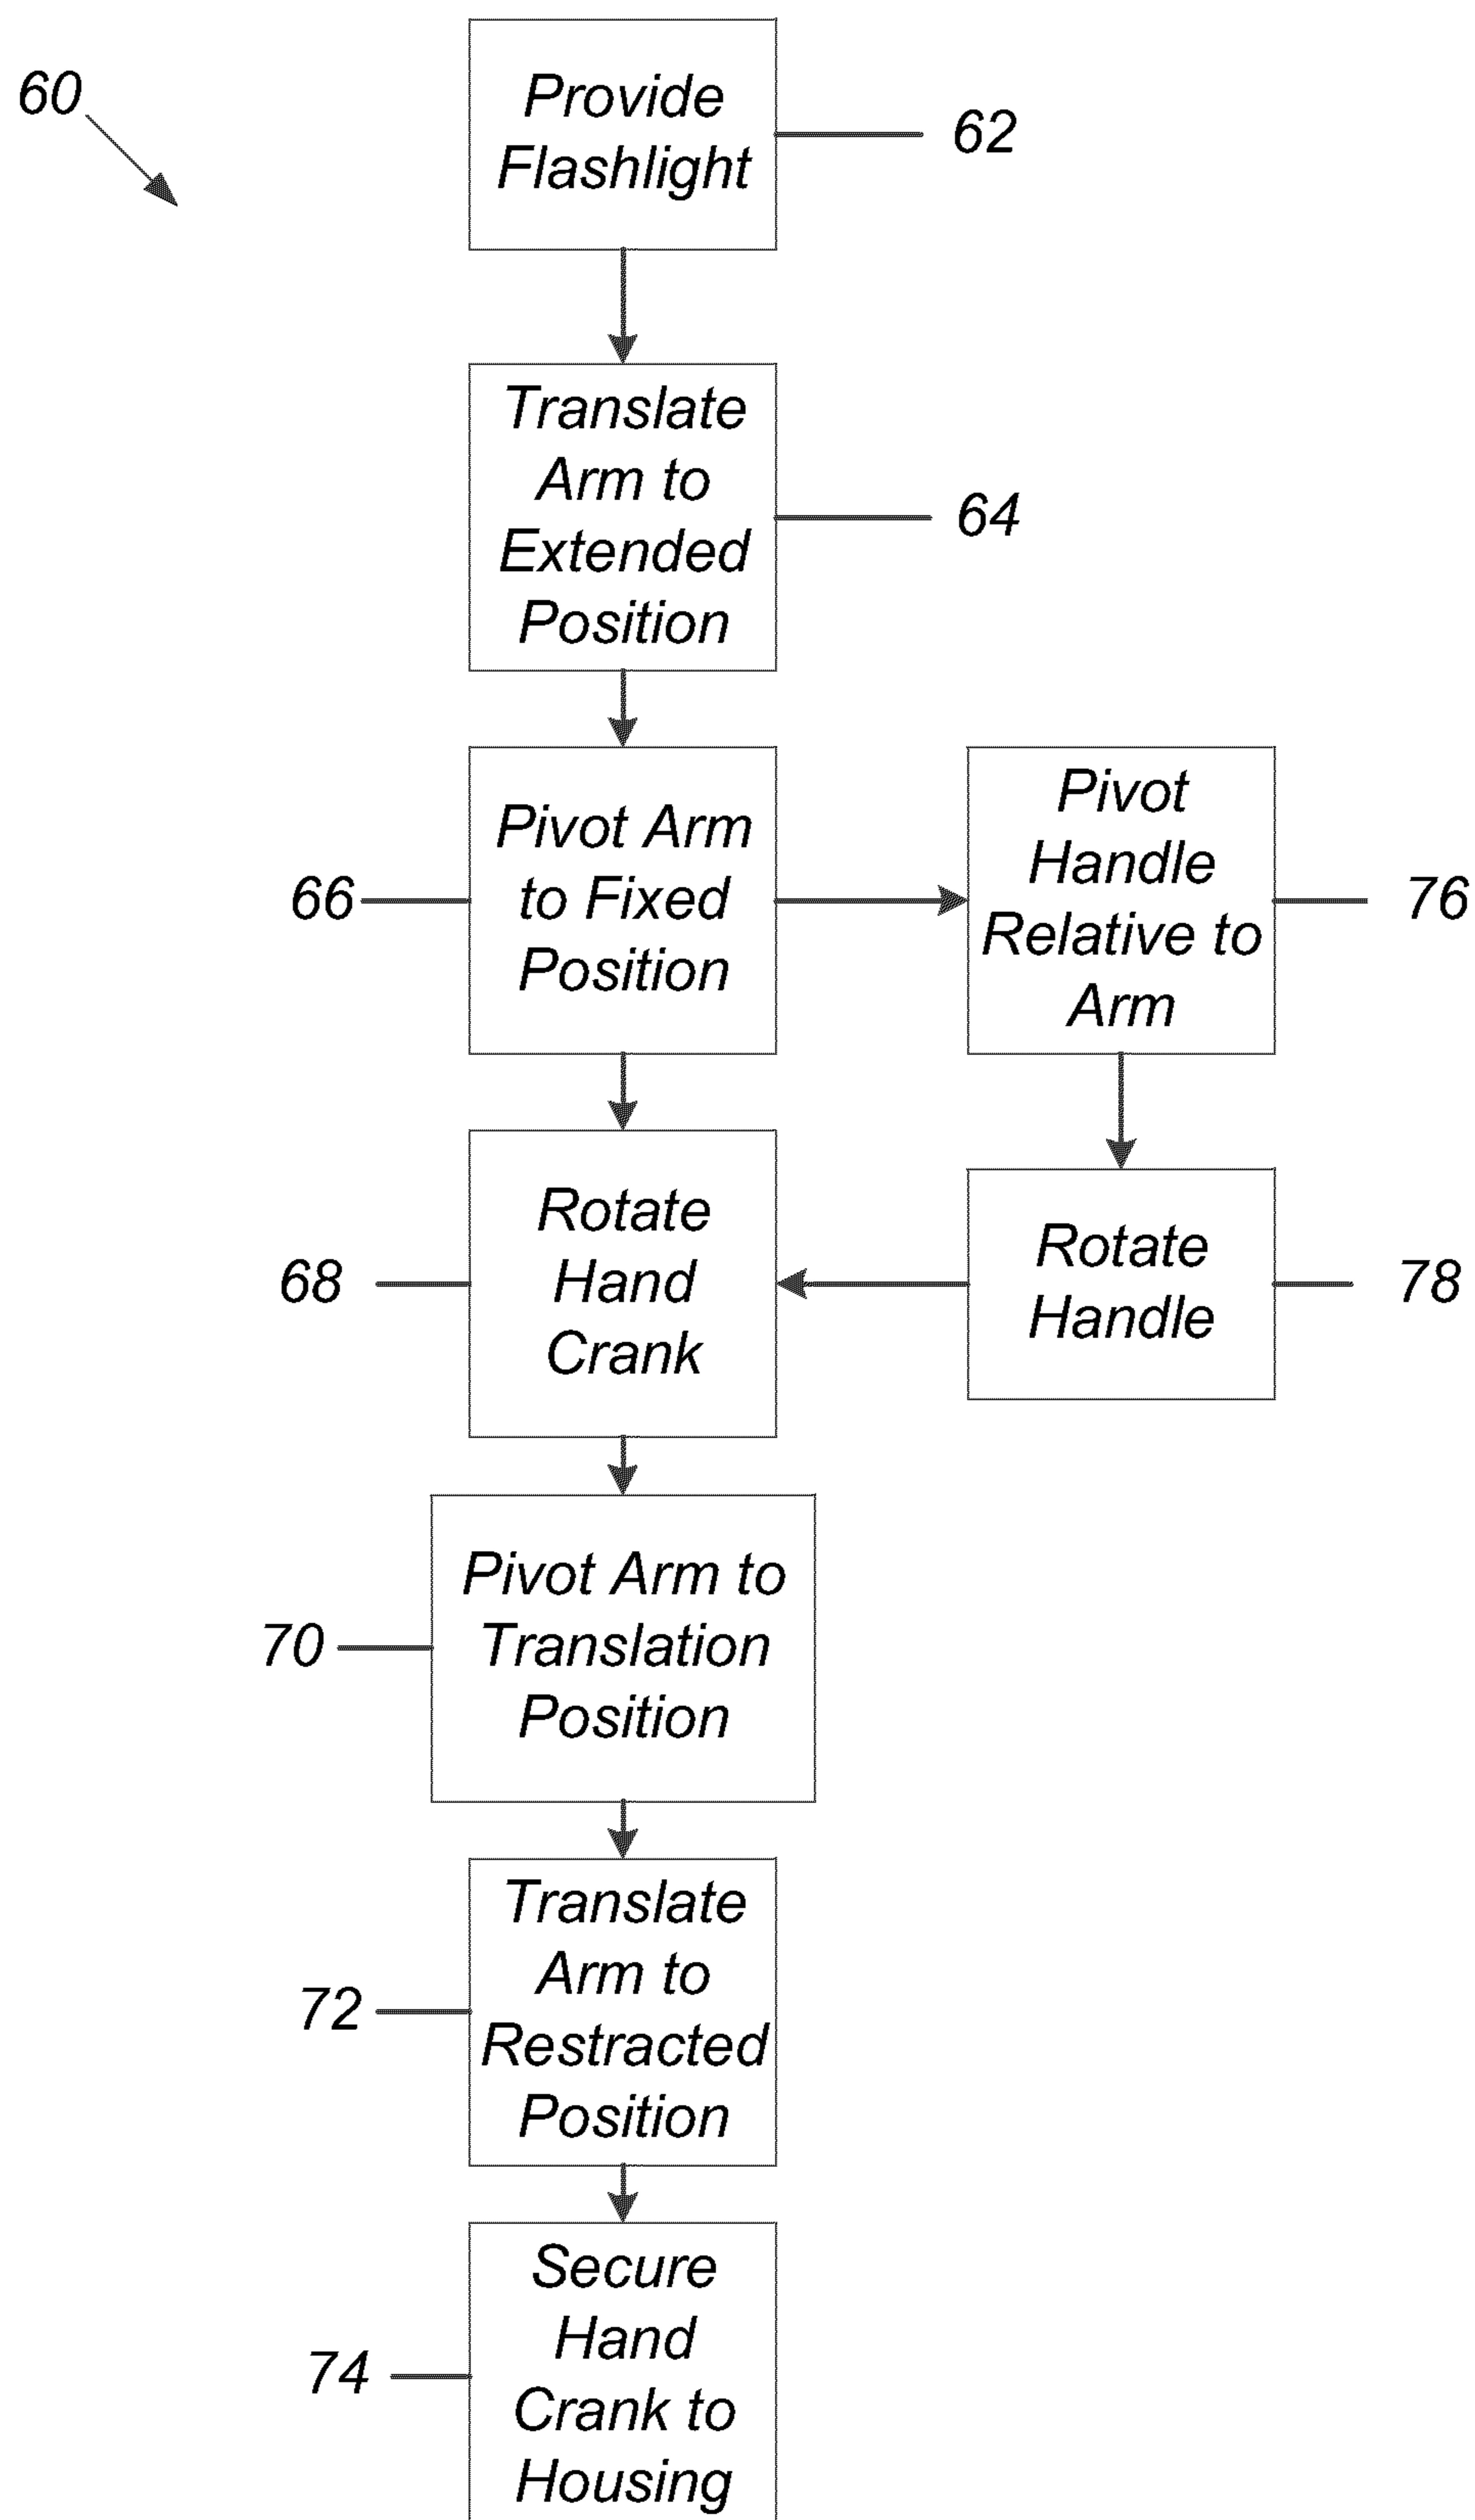 60
Provide
Flashlight
62
Translate
Arm to
Extended
Position
64
66
Pivot Arm
to Fixed
Position
Pivot
Handle
Relative to
Arm
76
68
Rotate
Hand
Crank
Rotate
Handle
78
70
Pivot Arm to
Translation
Position
72
Translate
Arm to
Restracted
Position
74
Secure
Hand
Crank to
Housing